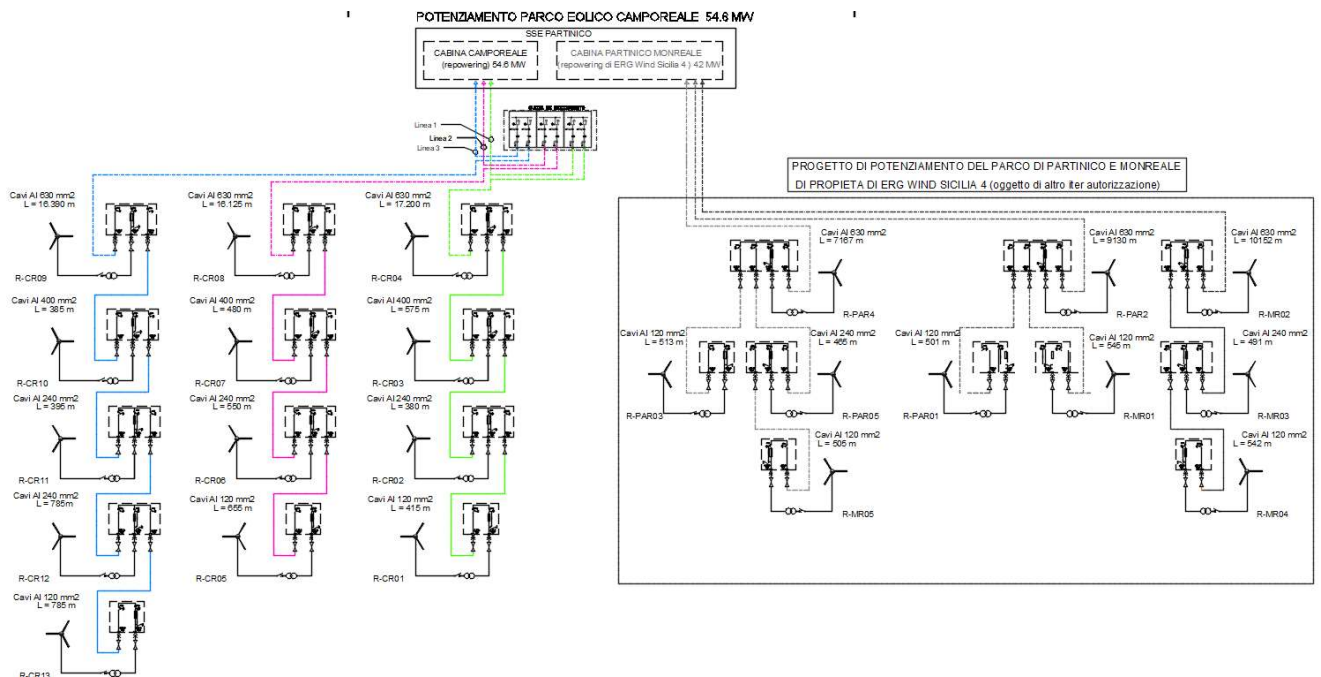 POTENZIAMENTO PARCO EOLICO CAMPOREALE 54.6 MW
SSE PARTINICO
CABINA CAMPOREALE
(repowering) 54.6 MW
CABINA PARTINICO MONREALE
(repowering di ERG Wind Sicilia 4 ) 42 MW
Linea 1
Linea 2
Linea 3
PROGETTO DI POTENZIAMENTO DEL PARCO DI PARTINICO E MONREALE
DI PROPIETA DI ERG WIND SICILIA 4 (oggetto di altro iter autorizzazione)
Cavi Al 630 mm2
L = 16.390 m
R-CR09
Cavi Al 400 mm2
L = 385 m
R-CR10
Cavi Al 240 mm2
L = 395 m
R-CR11
Cavi Al 240 mm2
L = 785m
R-CR12
Cavi Al 120 mm2
L = 785 m
R-CR13
Cavi Al 630 mm2
L = 16.125 m
R-CR08
Cavi Al 400 mm2
L = 480 m
R-CR07
Cavi Al 240 mm2
L = 550 m
R-CR06
Cavi Al 120 mm2
L = 655 m
R-CR05
Cavi Al 630 mm2
L = 17.200 m
R-CR04
Cavi Al 400 mm2
L = 575 m
R-CR03
Cavi Al 240 mm2
L = 380 m
R-CR02
Cavi Al 120 mm2
L = 415 m
R-CR01
Cavi Al 630 mm2
L = 7167 m
R-PAR4
Cavi Al 120 mm2
L = 513 m
R-PAR03
Cavi Al 240 mm2
L = 465 m
R-PAR05
Cavi Al 120 mm2
L = 505 m
R-MR05
Cavi Al 630 mm2
L = 9130 m
R-PAR2
Cavi Al 120 mm2
L = 501 m
R-PAR01
Cavi Al 120 mm2
L = 545 m
R-MR01
Cavi Al 630 mm2
L = 10152 m
R-MR02
Cavi Al 240 mm2
L = 491 m
R-MR03
Cavi Al 120 mm2
L = 542 m
R-MR04